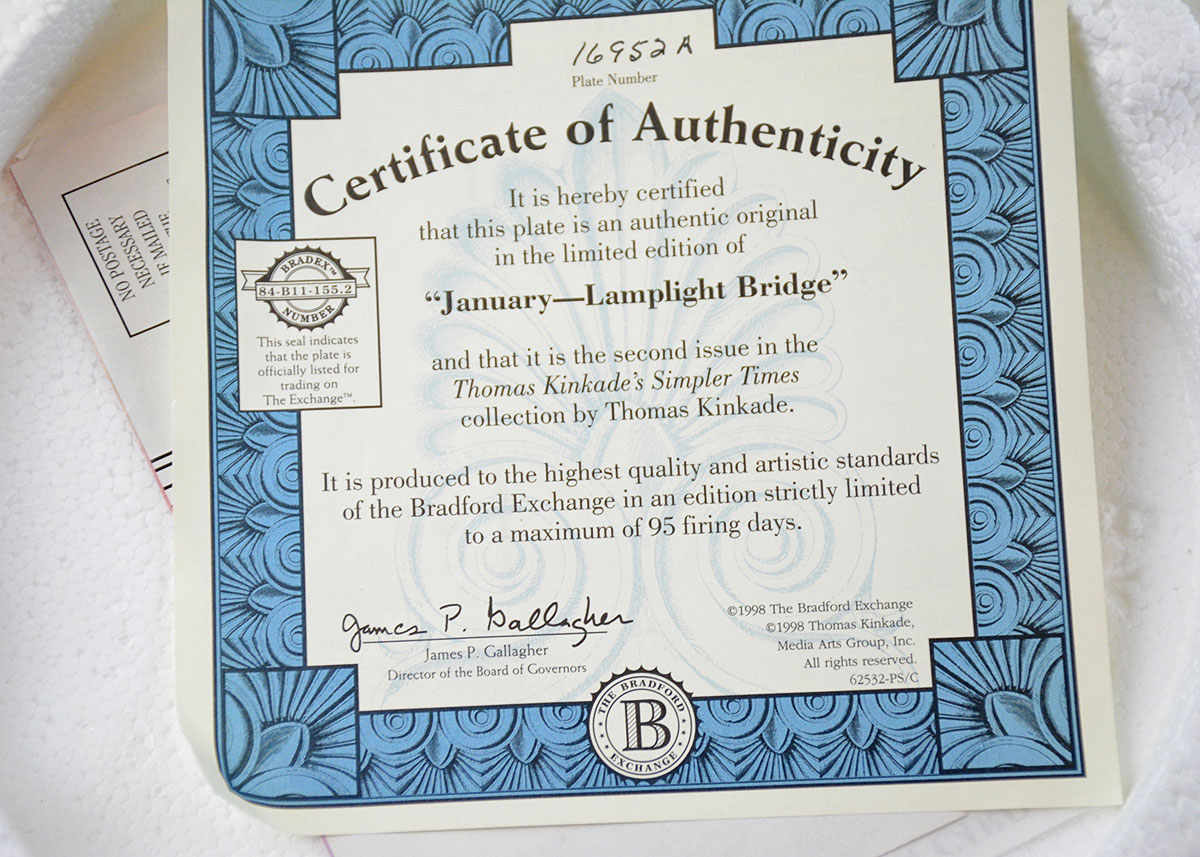 16952A
Plate Number
Certificate of Authenticity
It is hereby certified
that this plate is an authentic original
in the limited edition of
“January—Lamplight Bridge”
and that it is the second issue in the
Thomas Kinkade’s Simpler Times
collection by Thomas Kinkade.
It is produced to the highest quality and artistic standards
of the Bradford Exchange in an edition strictly limited
to a maximum of 95 firing days.
BRADEX™
84-B11-155.2
NUMBER
This seal indicates
that the plate is
officially listed for
trading on
The Exchange™.
James P. Gallagher
James P. Gallagher
Director of the Board of Governors
©1998 The Bradford Exchange
©1998 Thomas Kinkade,
Media Arts Group, Inc.
All rights reserved.
62532-PS/C
THE BRADFORD
B
EXCHANGE
NO POSTAGE
NECESSARY
IF MAILED